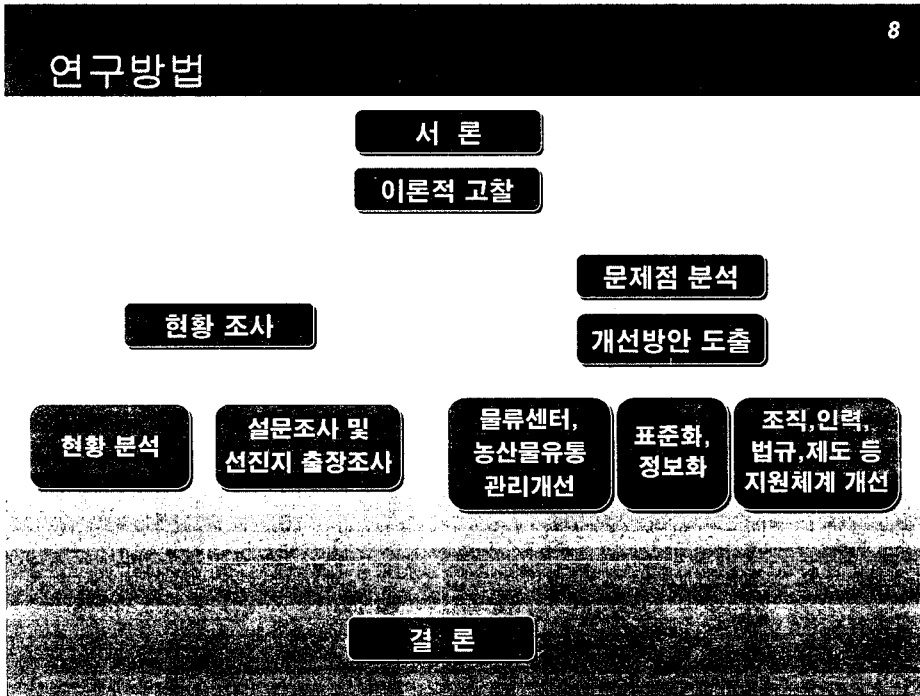 8
연구방법
서 론
이론적 고찰
현황 조사
문제점 분석
개선방안 도출
현황 분석
설문조사 및
선진지 출장조사
물류센터,
농산물유통
관리개선
표준화,
정보화
조직,인력,
법규,제도 등
지원체계 개선
결 론